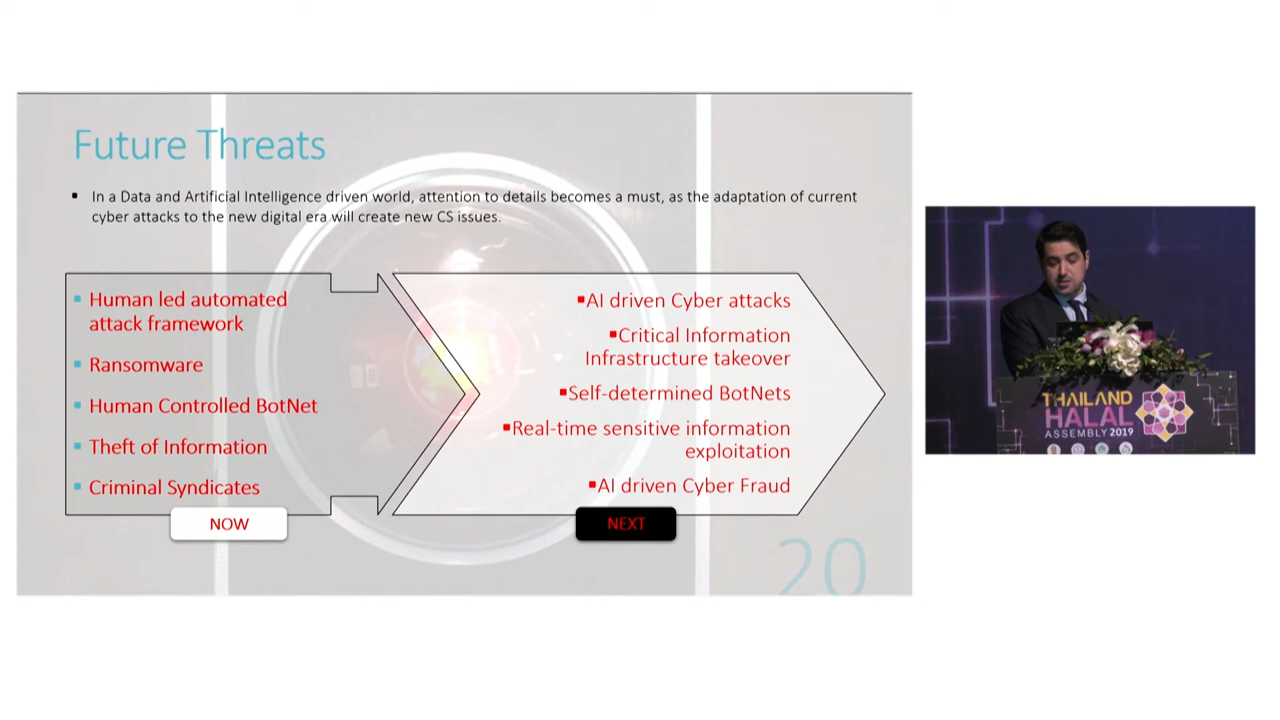 Future Threats
▪ In a Data and Artificial Intelligence driven world, attention to details becomes a must, as the adaptation of current
cyber attacks to the new digital era will create new CS issues.
▪ Human led automated
attack framework
▪ Ransomware
▪ Human Controlled BotNet
▪ Theft of Information
▪ Criminal Syndicates
NOW
▪AI driven Cyber attacks
▪Critical Information
Infrastructure takeover
▪Self-determined BotNets
▪Real-time sensitive information
exploitation
▪AI driven Cyber Fraud
NEXT
20
THAILAND
HALAL
ASSEMBLY 2019